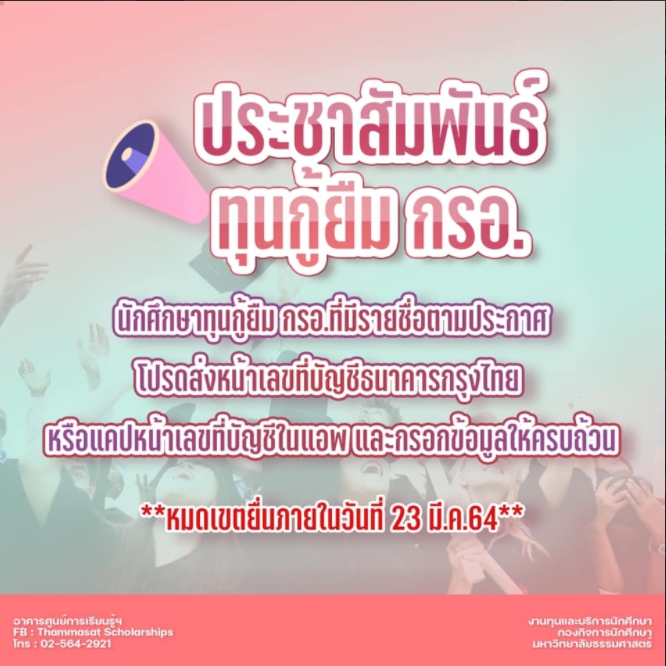 ประชาสัมพันธ์
ทุนกู้ยืม กรอ.
นักศึกษาทุนกู้ยืม กรอ.ที่มีรายชื่อตามประกาศ
โปรดส่งหน้าเลขที่บัญชีธนาคารกรุงไทย
หรือแคปหน้าเลขที่บัญชีในแอพ และกรอกข้อมูลให้ครบถ้วน
**หมดเขตยื่นภายในวันที่ 23 มี.ค.64**
อาคารศูนย์การเรียนรู้ฯ
FB : Thammasat Scholarships
โทร : 02-564-2921
งานทุนและบริการนักศึกษา
กองกิจการนักศึกษา
มหาวิทยาลัยธรรมศาสตร์